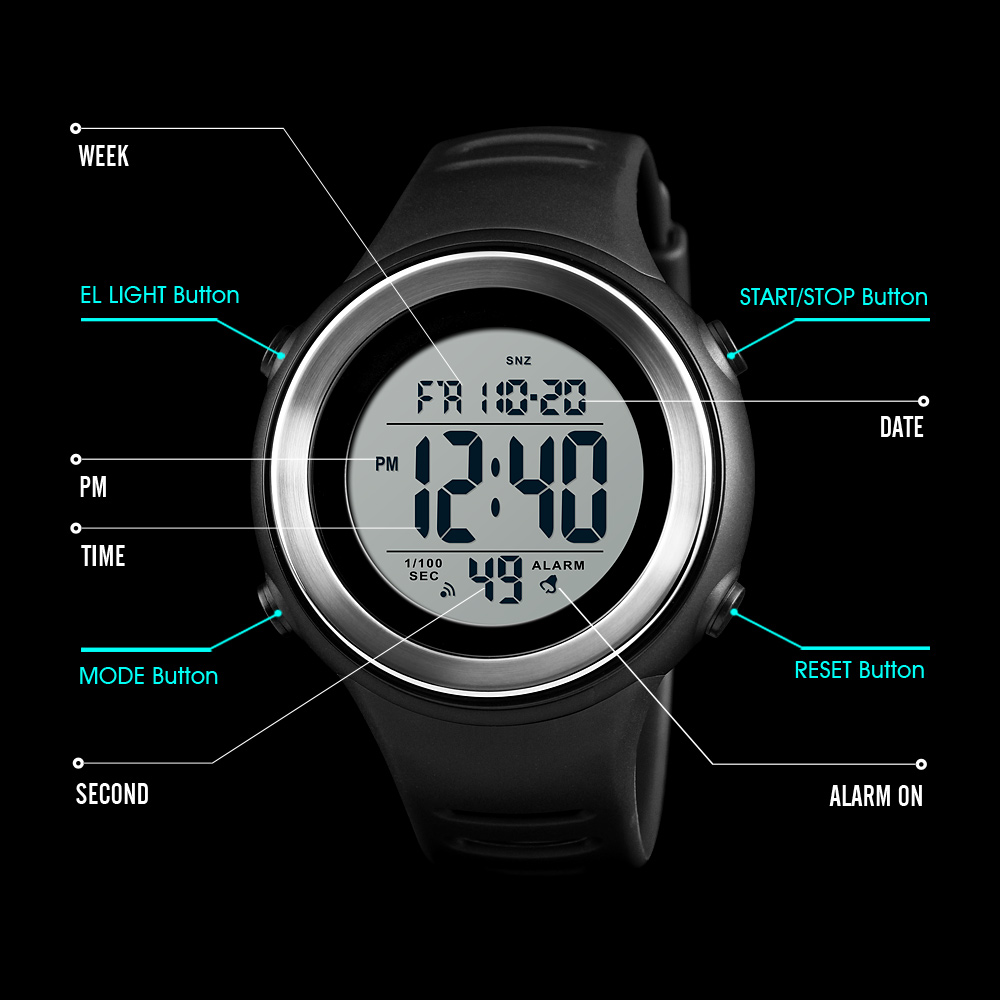 WEEK
EL LIGHT Button
START/STOP Button
SNZ
FR 10-20
DATE
PM
12:40
PM
TIME
1/100
SEC
49
ALARM
MODE Button
RESET Button
SECOND
ALARM ON